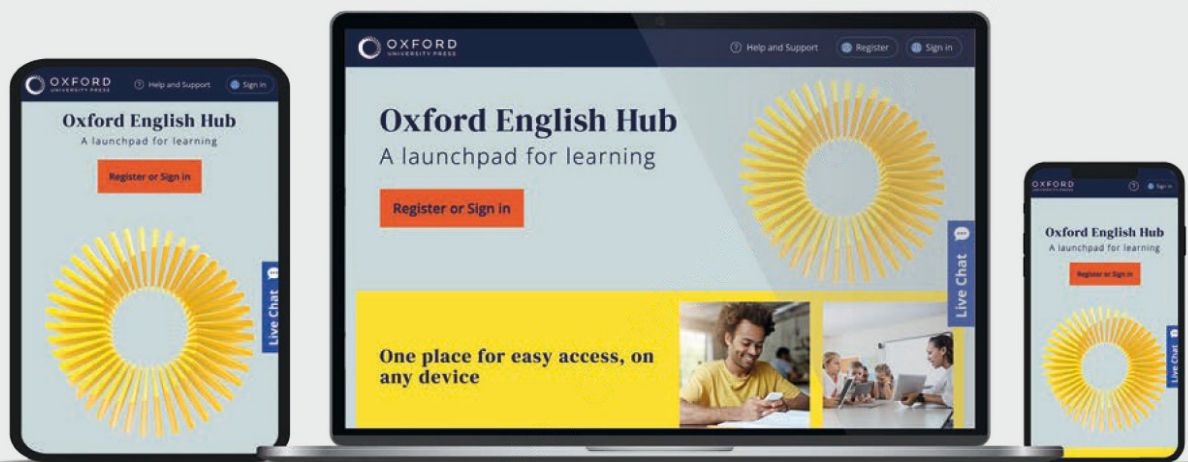 OXFORD
UNIVERSITY PRESS
Help and Support
Sign in
Oxford English Hub
A launchpad for learning
Register or Sign in
Live Chat
OXFORD
UNIVERSITY PRESS
Help and Support
Register
Sign in
Oxford English Hub
A launchpad for learning
Register or Sign in
Live Chat
One place for easy access, on
any device
OXFORD
UNIVERSITY PRESS
Sign in
Oxford English Hub
A launchpad for learning
Register or Sign in
Live Chat